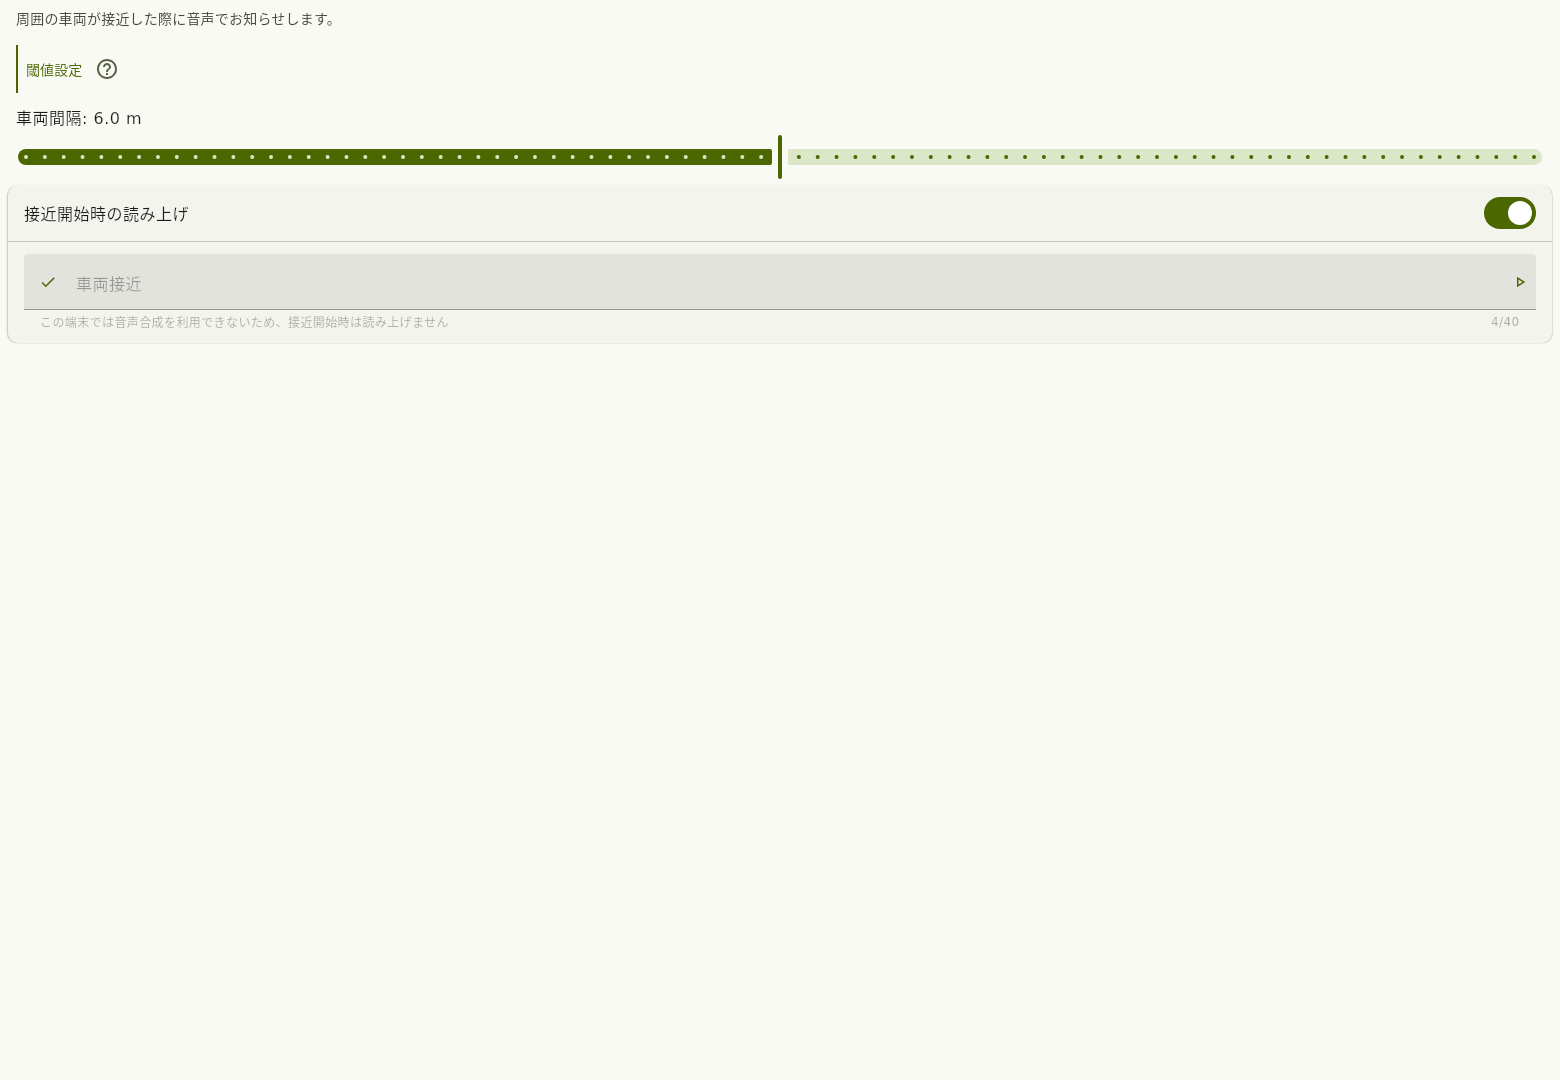 周囲の車両が接近した際に音声でお知らせします。
閾値設定
車両間隔: 6.0 m
接近開始時の読み上げ
車両接近
この端末では音声合成を利用できないため、接近開始時は読み上げません
4/40